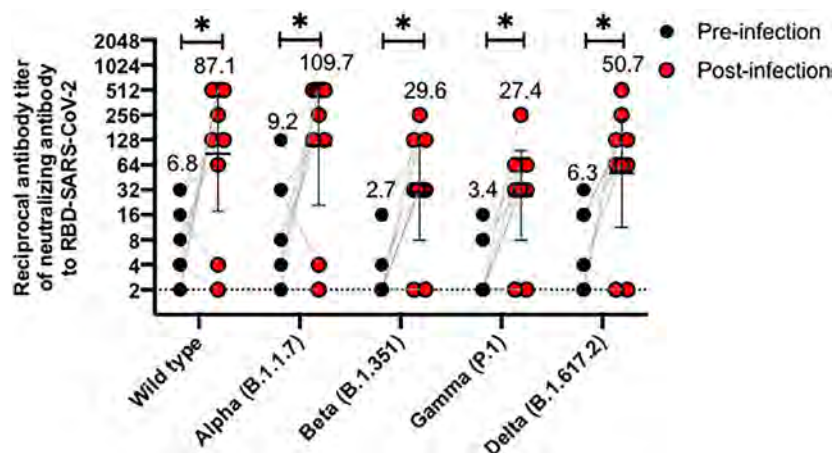 * * * * *
2048
1024
512
256
128
64
32
16
8
4
2
Reciprocal antibody titer
of neutralizing antibody
to RBD-SARS-CoV-2
6.8 87.1
9.2 109.7
2.7 29.6
3.4 27.4
6.3 50.7
Wild type
Alpha (B.1.1.7)
Beta (B.1.351)
Gamma (P.1)
Delta (B.1.617.2)
Pre-infection
Post-infection